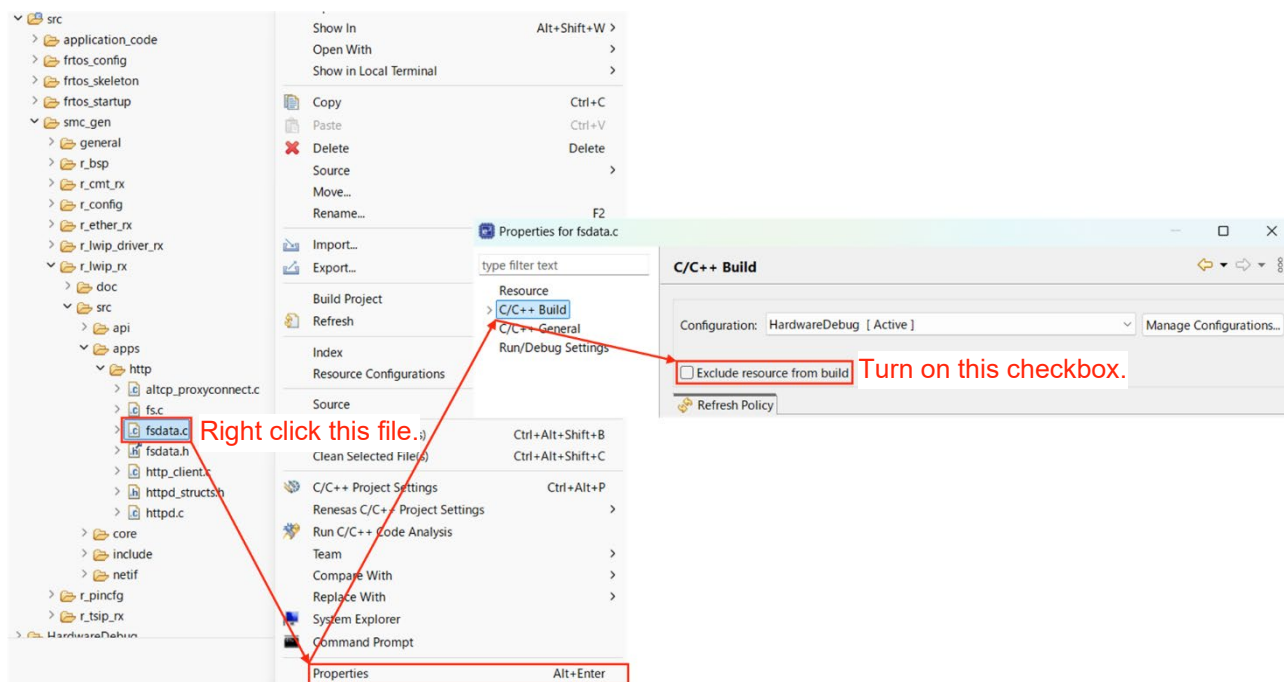 src
application_code
frtos_config
frtos_skeleton
frtos_startup
smc_gen
general
r_bsp
r_cmt_rx
r_config
r_ether_rx
r_lwip_driver_rx
r_lwip_rx
doc
src
api
apps
http
altcp_proxyconnect.c
fs.c
fsdata.c
fsdata.h
http_client.c
httpd_structs.h
httpd.c
core
include
netif
r_pincfg
r_tsip_rx
HardwareDebug
Right click this file.
Show In Alt+Shift+W >
Open With >
Show in Local Terminal >
Copy Ctrl+C
Paste Ctrl+V
Delete Delete
Source >
Move...
Rename... F2
Import...
Export...
Build Project
Refresh
Index
Resource Configurations
Source
Ctrl+Alt+Shift+B
Clean Selected File(s) Ctrl+Alt+Shift+C
C/C++ Project Settings Ctrl+Alt+P
Renesas C/C++ Project Settings >
Run C/C++ Code Analysis
Team >
Compare With >
Replace With >
System Explorer
Command Prompt
Properties Alt+Enter
Properties for fsdata.c
type filter text
Resource
C/C++ Build
C/C++ General
Run/Debug Settings
C/C++ Build
Configuration: HardwareDebug [ Active ] Manage Configurations...
Exclude resource from build Turn on this checkbox.
Refresh Policy